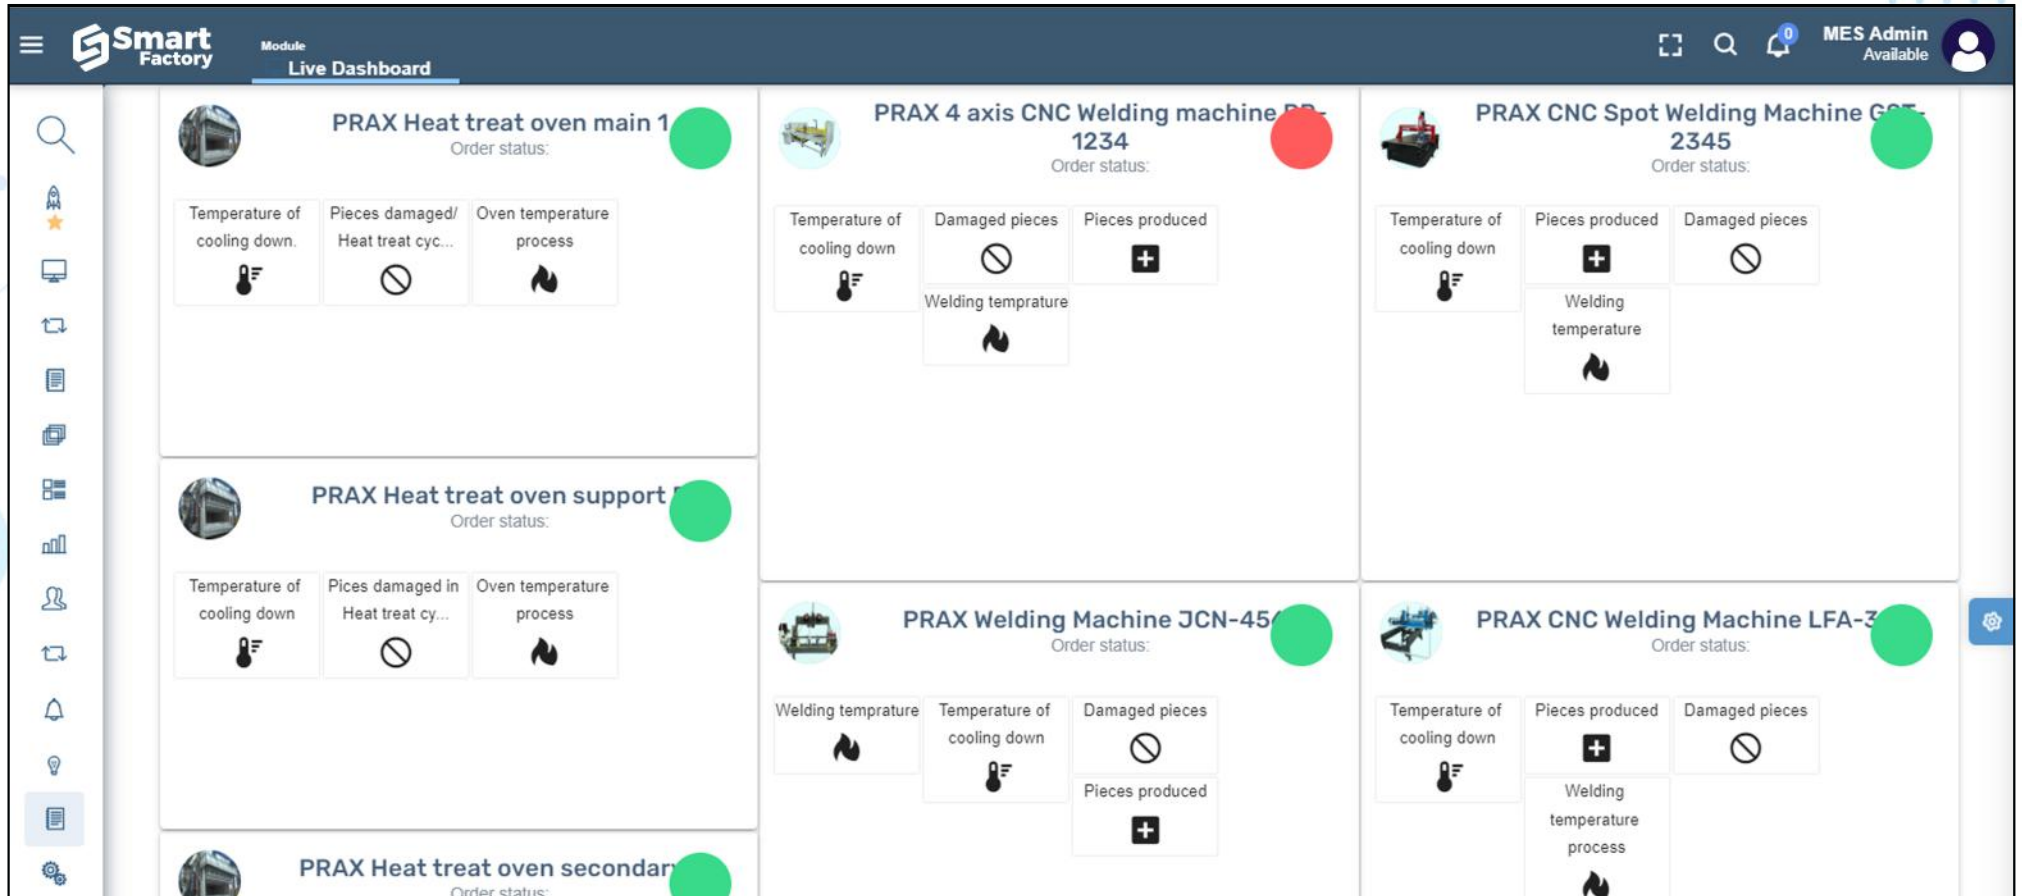 Smart
Factory
Module
Live Dashboard
0
MES Admin
Available
PRAX Heat treat oven main 1
Order status:
Temperature of
cooling down.
Pieces damaged/
Heat treat cyc...
Oven temperature
process
PRAX 4 axis CNC Welding machine
1234
Order status:
Temperature of
cooling down
Damaged pieces
Pieces produced
Welding temprature
PRAX CNC Spot Welding Machine
2345
Order status:
Temperature of
cooling down
Pieces produced
Damaged pieces
Welding
temperature
PRAX Heat treat oven support
Order status:
Temperature of
cooling down
Pices damaged in
Heat treat cy...
Oven temperature
process
PRAX Welding Machine
Order status:
Welding temprature
Temperature of
cooling down
Damaged pieces
Pieces produced
PRAX CNC Welding Machine
Order status:
Temperature of
cooling down
Pieces produced
Damaged pieces
Welding
temperature
process
PRAX Heat treat oven
Order status: